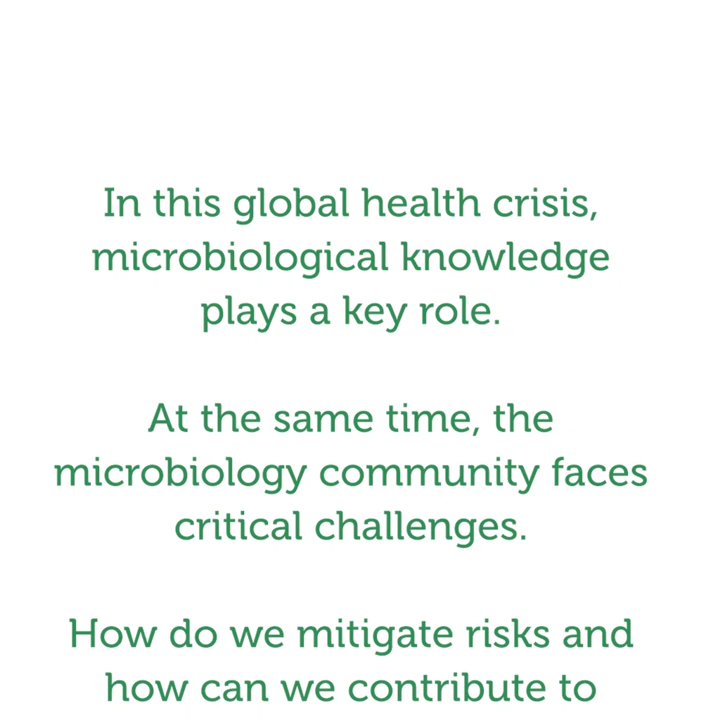 In this global health crisis,
microbiological knowledge
plays a key role.
At the same time, the
microbiology community faces
critical challenges.
How do we mitigate risks and
how can we contribute to